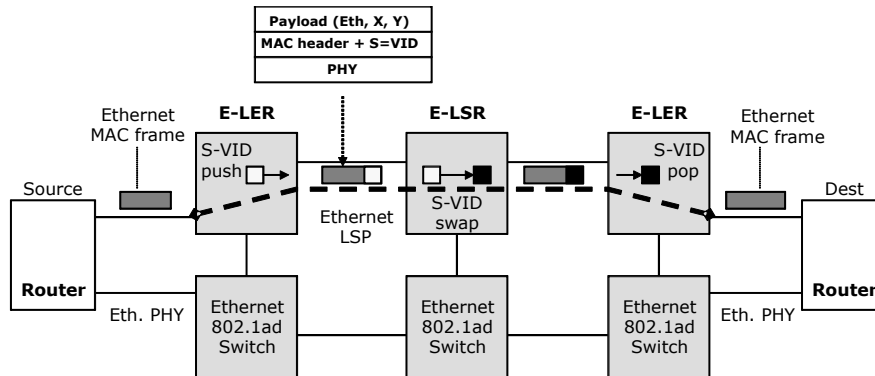 Payload (Eth, X, Y)
MAC header + S=VID
PHY
Ethernet
MAC frame
E-LER
E-LSR
E-LER
Ethernet
MAC frame
S-VID
push
S-VID
pop
Source
Dest
Ethernet
LSP
S-VID
swap
Router
Router
Eth. PHY
Ethernet
802.1ad
Switch
Ethernet
802.1ad
Switch
Ethernet
802.1ad
Switch
Eth. PHY